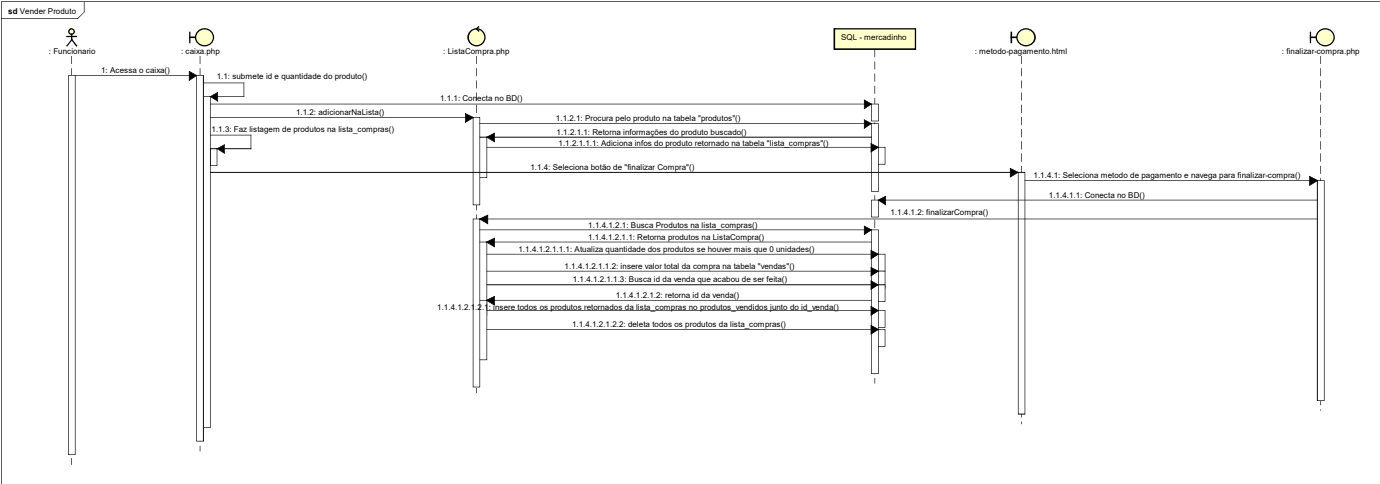 sd Vender Produto
: Funcionario
: caixa.php
: ListaCompra.php
SQL - mercadinho
: metodo-pagamento.html
: finalizar-compra.php
1: Acessa o caixa()
1.1: submete id e quantidade do produto()
1.1.1: Conecta no BD()
1.1.2: adicionarNaLista()
1.1.2.1: Procura pelo produto na tabela "produtos"()
1.1.3: Faz listagem de produtos na lista_compras()
1.1.2.1.1: Retorna informações do produto buscado()
1.1.2.1.1.1: Adiciona infos do produto retornado na tabela "lista_compras"()
1.1.4: Seleciona botão de "finalizar Compra"()
1.1.4.1: Seleciona metodo de pagamento e navega para finalizar-compra()
1.1.4.1.1: Conecta no BD()
1.1.4.1.2: finalizarCompra()
1.1.4.1.2.1: Busca Produtos na lista_compras()
1.1.4.1.2.1.1: Retorna produtos na ListaCompra()
1.1.4.1.2.1.1.1: Atualiza quantidade dos produtos se houver mais que 0 unidades()
1.1.4.1.2.1.1.2: insere valor total da compra na tabela "vendas"()
1.1.4.1.2.1.1.3: Busca id da venda que acabou de ser feita()
1.1.4.1.2.1.2: retorna id da venda()
1.1.4.1.2.1.2.1: insere todos os produtos retornados da lista_compras no produtos_vendidos junto do id_venda()
1.1.4.1.2.1.2.2: deleta todos os produtos da lista_compras()